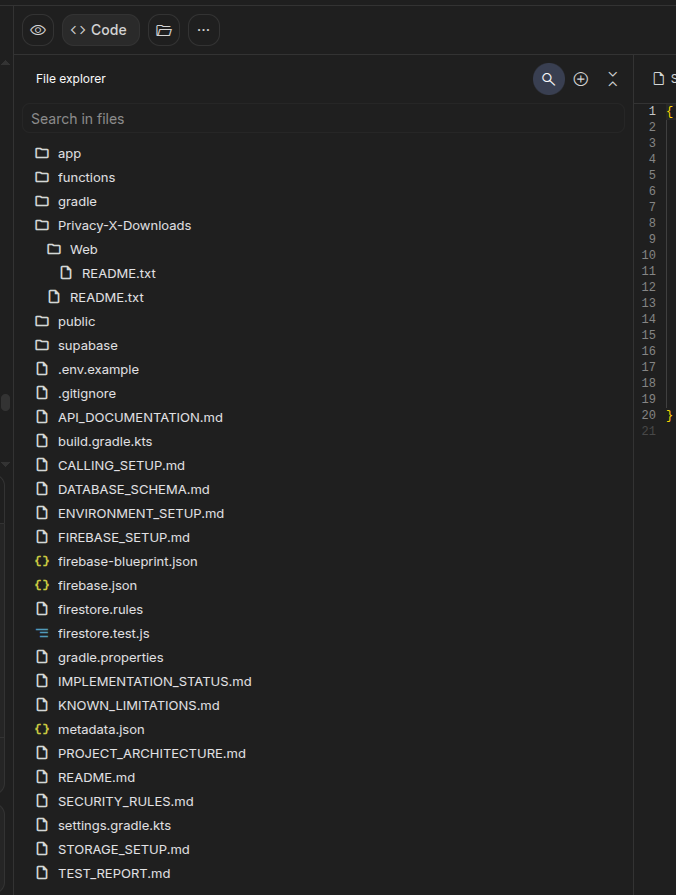 Code
File explorer
Search in files
app
functions
gradle
Privacy-X-Downloads
Web
README.txt
README.txt
public
supabase
.env.example
.gitignore
API_DOCUMENTATION.md
build.gradle.kts
CALLING_SETUP.md
DATABASE_SCHEMA.md
ENVIRONMENT_SETUP.md
FIREBASE_SETUP.md
firebase-blueprint.json
firebase.json
firestore.rules
firestore.test.js
gradle.properties
IMPLEMENTATION_STATUS.md
KNOWN_LIMITATIONS.md
metadata.json
PROJECT_ARCHITECTURE.md
README.md
SECURITY_RULES.md
settings.gradle.kts
STORAGE_SETUP.md
TEST_REPORT.md
1 {
2
3
4
5
6
7
8
9
10
11
12
13
14
15
16
17
18
19
20 }
21